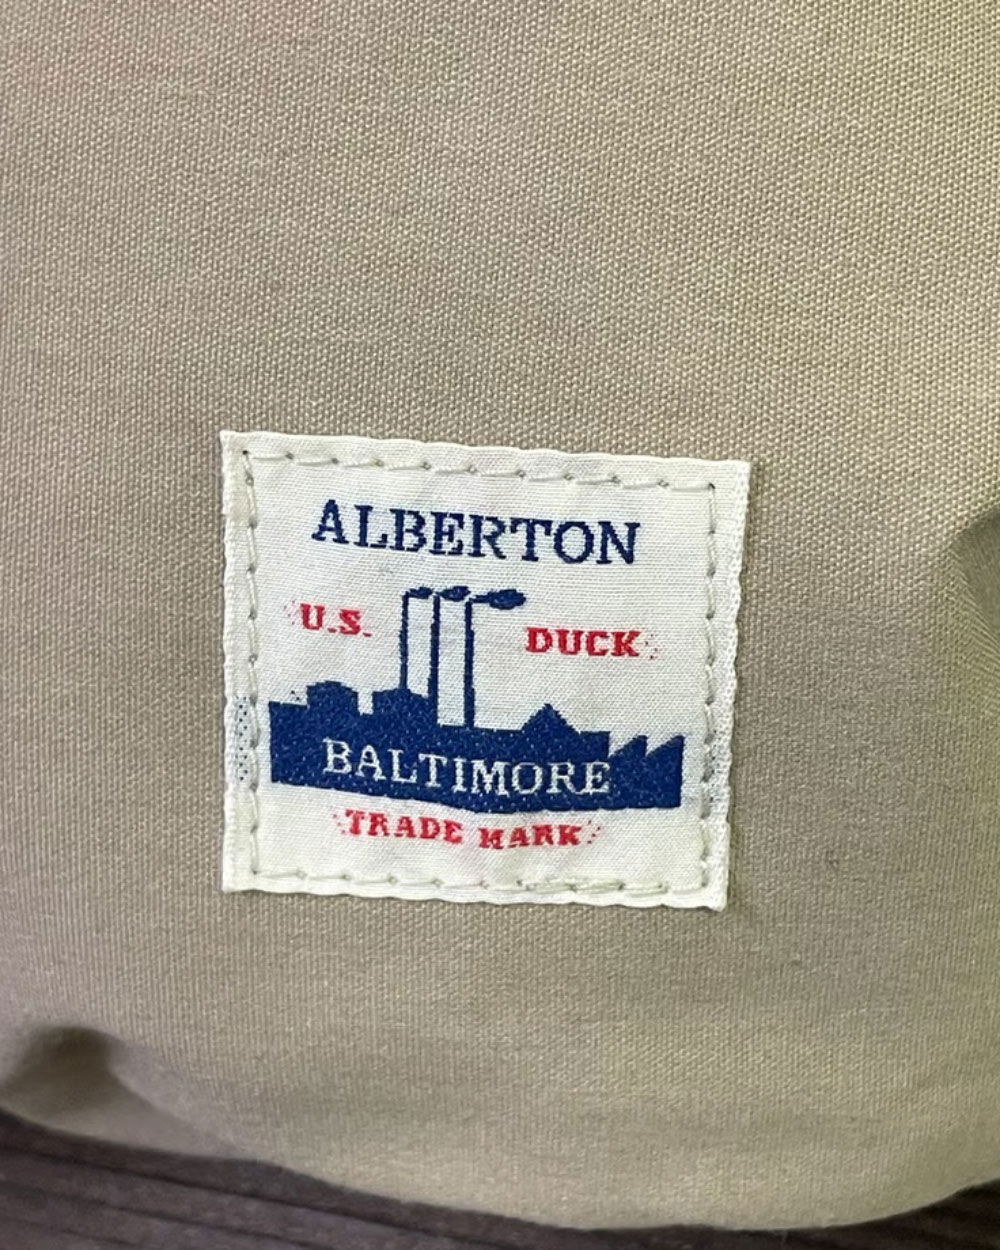 ALBERTON
U.S. DUCK
BALTIMORE
TRADE MARK